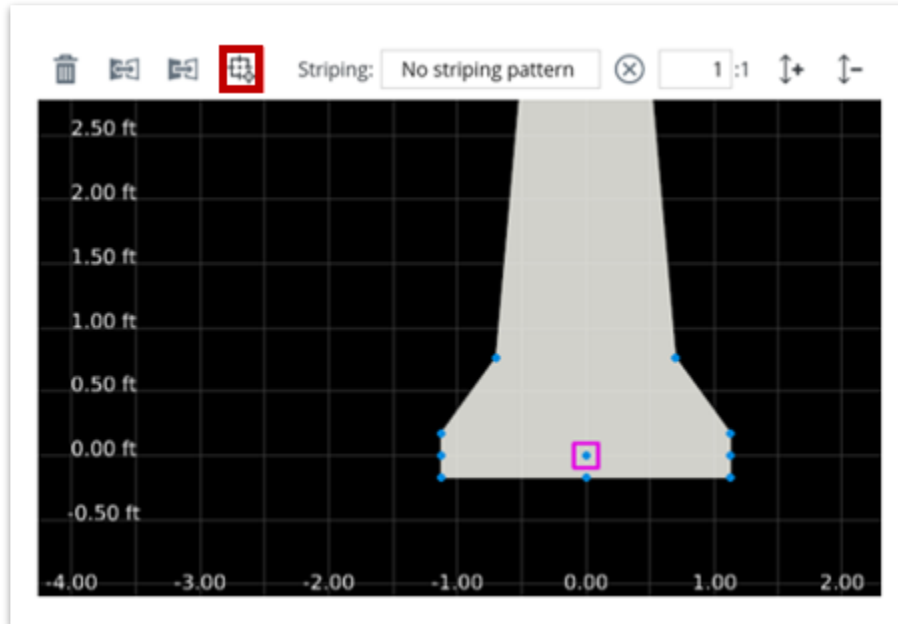 Striping: No striping pattern 1 :1
2.50 ft
2.00 ft
1.50 ft
1.00 ft
0.50 ft
0.00 ft
-0.50 ft
-4.00 -3.00 -2.00 -1.00 0.00 1.00 2.00